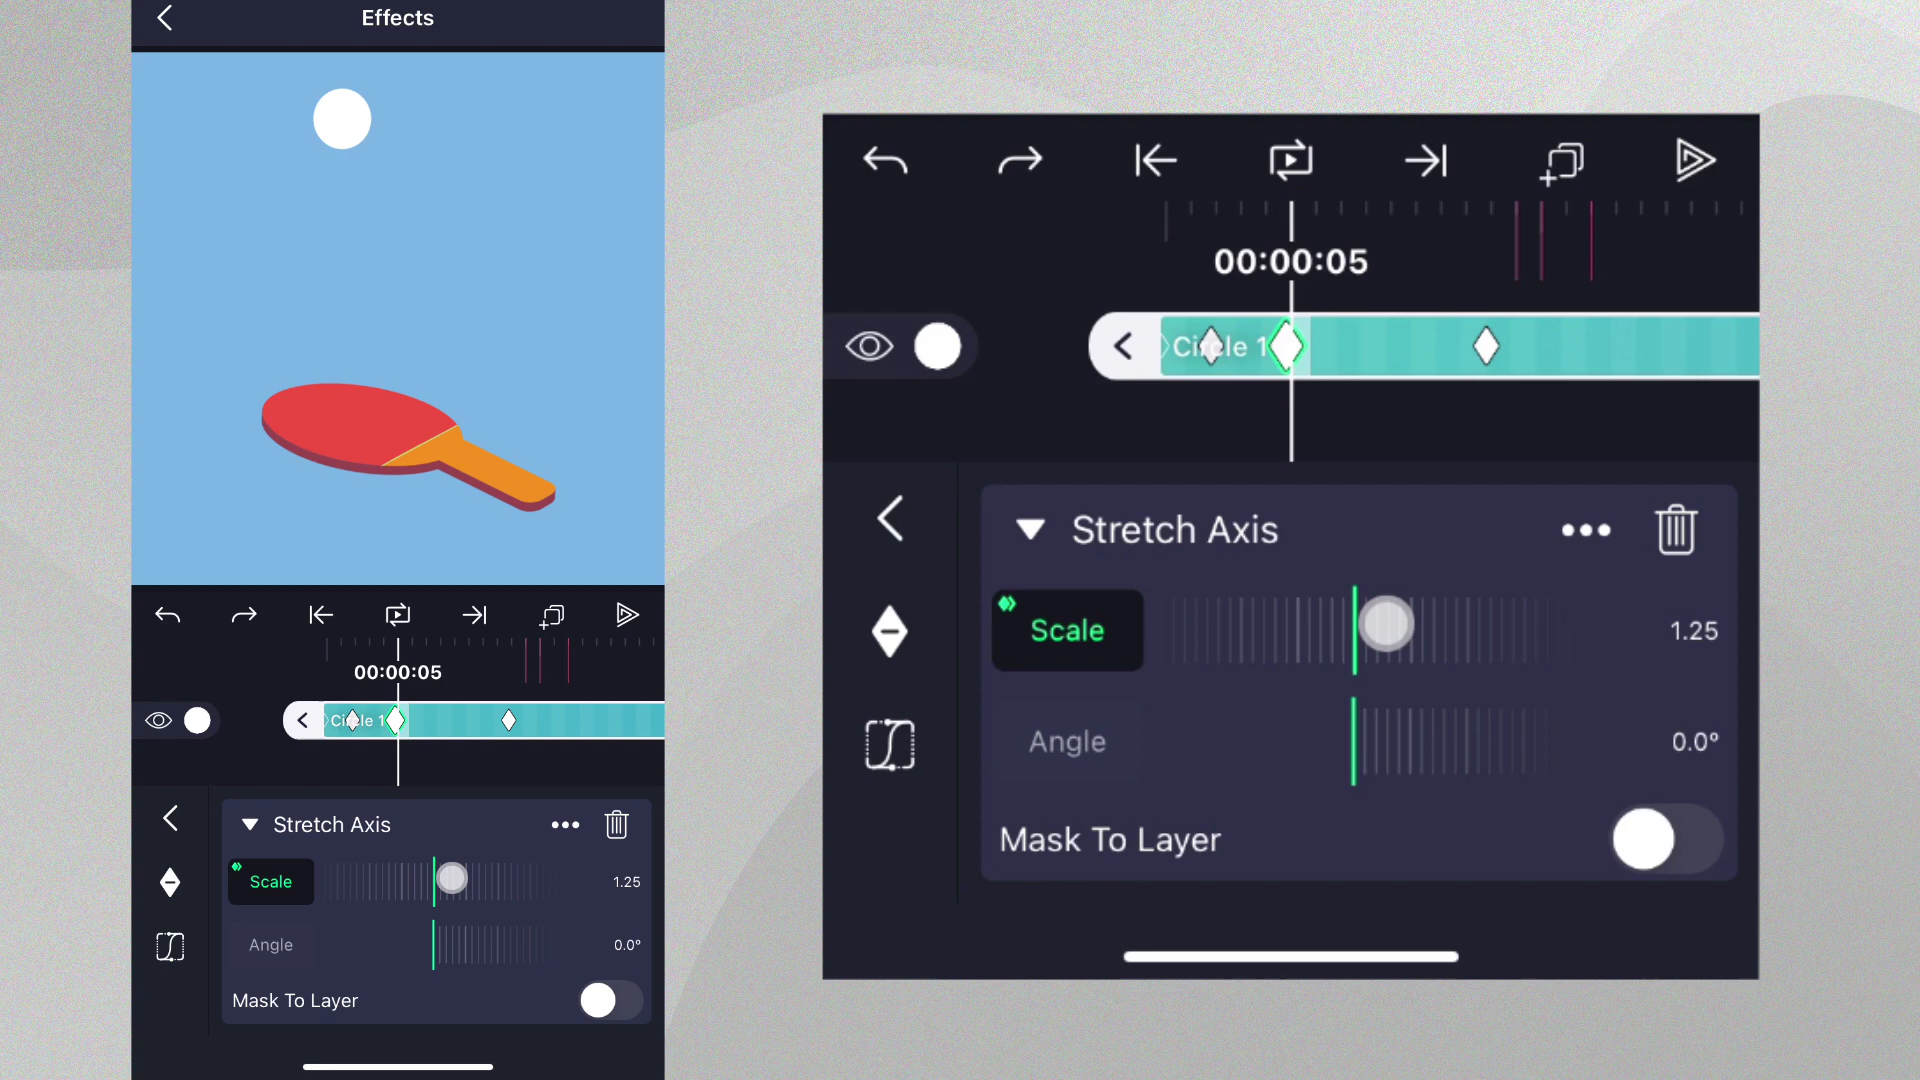 Effects
00:00:05
Circle 1
Stretch Axis
Scale
1.25
Angle
0.0°
Mask To Layer
00:00:05
Circle 1
Stretch Axis
Scale
1.25
Angle
0.0°
Mask To Layer